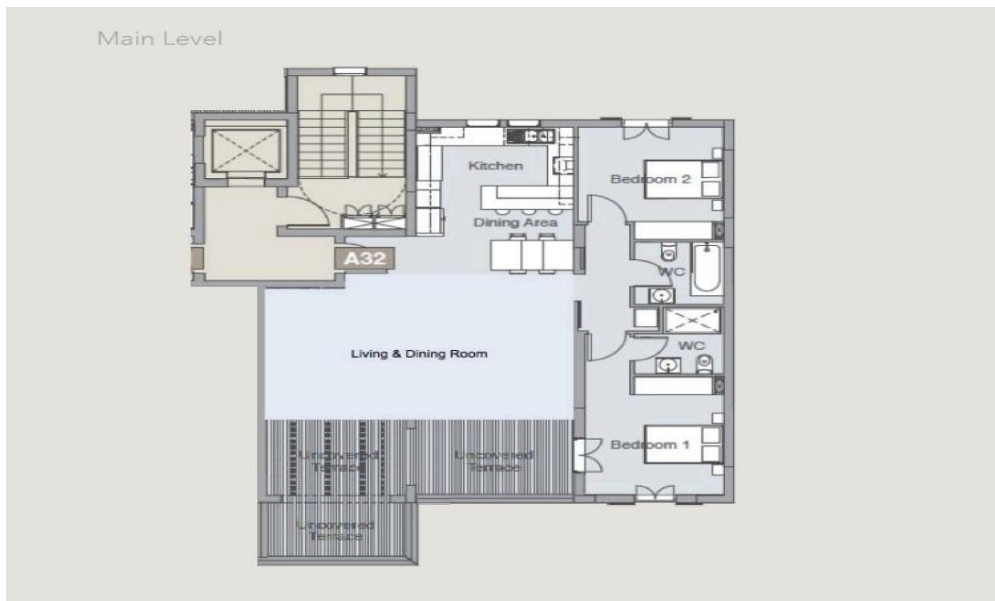 Main Level
Kitchen
Bedroom 2
Dining Area
A32
WC
Living & Dining Room
WC
Bedroom 1
Uncovered
Terrace
Uncovered
Terrace
Uncovered
Terrace